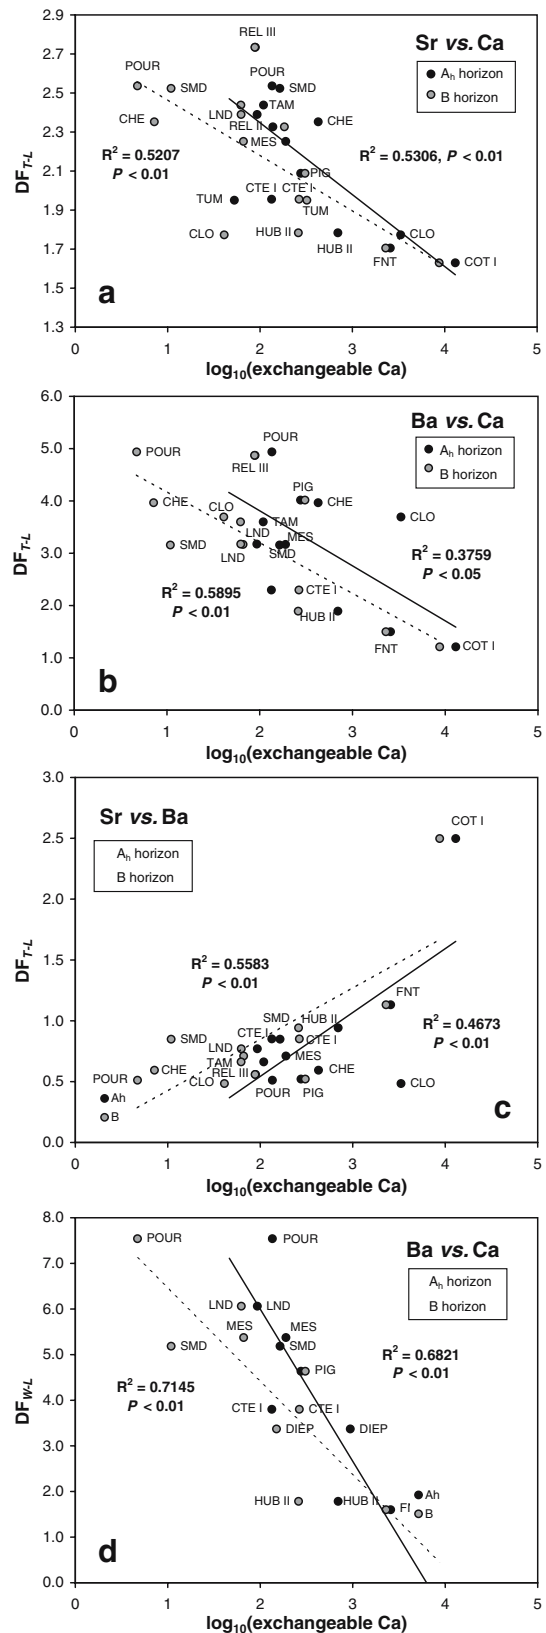 2.9
2.7
2.5
2.3
2.1
1.9
1.7
1.5
1.3
DF_T-L
REL III
Sr vs. Ca
A_h horizon
B horizon
POUR
POUR
SMD
SMD
TAM
CHE
LND
REL II
CHE
MES
R² = 0.5207
P < 0.01
R² = 0.5306, P < 0.01
PIG
CTE I
CTE I
TUM
TUM
CLO
HUB II
HUB II
CLO
FNT
COT I
a
0 1 2 3 4 5
log₁₀(exchangeable Ca)
6.0
5.0
4.0
3.0
2.0
1.0
0.0
DF_T-L
Ba vs. Ca
A_h horizon
B horizon
POUR
POUR
REL III
PIG
CHE
CHE
CLO
CLO
TAM
SMD
LND
LND
MES
SMD
R² = 0.3759
P < 0.05
R² = 0.5895
P < 0.01
CTE I
HUB II
FNT
COT I
b
0 1 2 3 4 5
log₁₀(exchangeable Ca)
3.0
2.5
2.0
1.5
1.0
0.5
0.0
DF_T-L
Sr vs. Ba
A_h horizon
B horizon
COT I
R² = 0.5583
P < 0.01
FNT
SMD
HUB II
R² = 0.4673
P < 0.01
SMD
CTE I
CTE I
LND
MES
TAM
CHE
REL III
CHE
POUR
CLO
POUR
PIG
CLO
Ah
B
c
0 1 2 3 4 5
log₁₀(exchangeable Ca)
8.0
7.0
6.0
5.0
4.0
3.0
2.0
1.0
0.0
DF_W-L
POUR
POUR
Ba vs. Ca
A_h horizon
B horizon
LND
LND
MES
MES
SMD
SMD
R² = 0.6821
P < 0.01
PIG
R² = 0.7145
P < 0.01
CTE I
CTE I
DIEP
DIEP
HUB II
HUB II
Ah
B
d
0 1 2 3 4 5
log₁₀(exchangeable Ca)